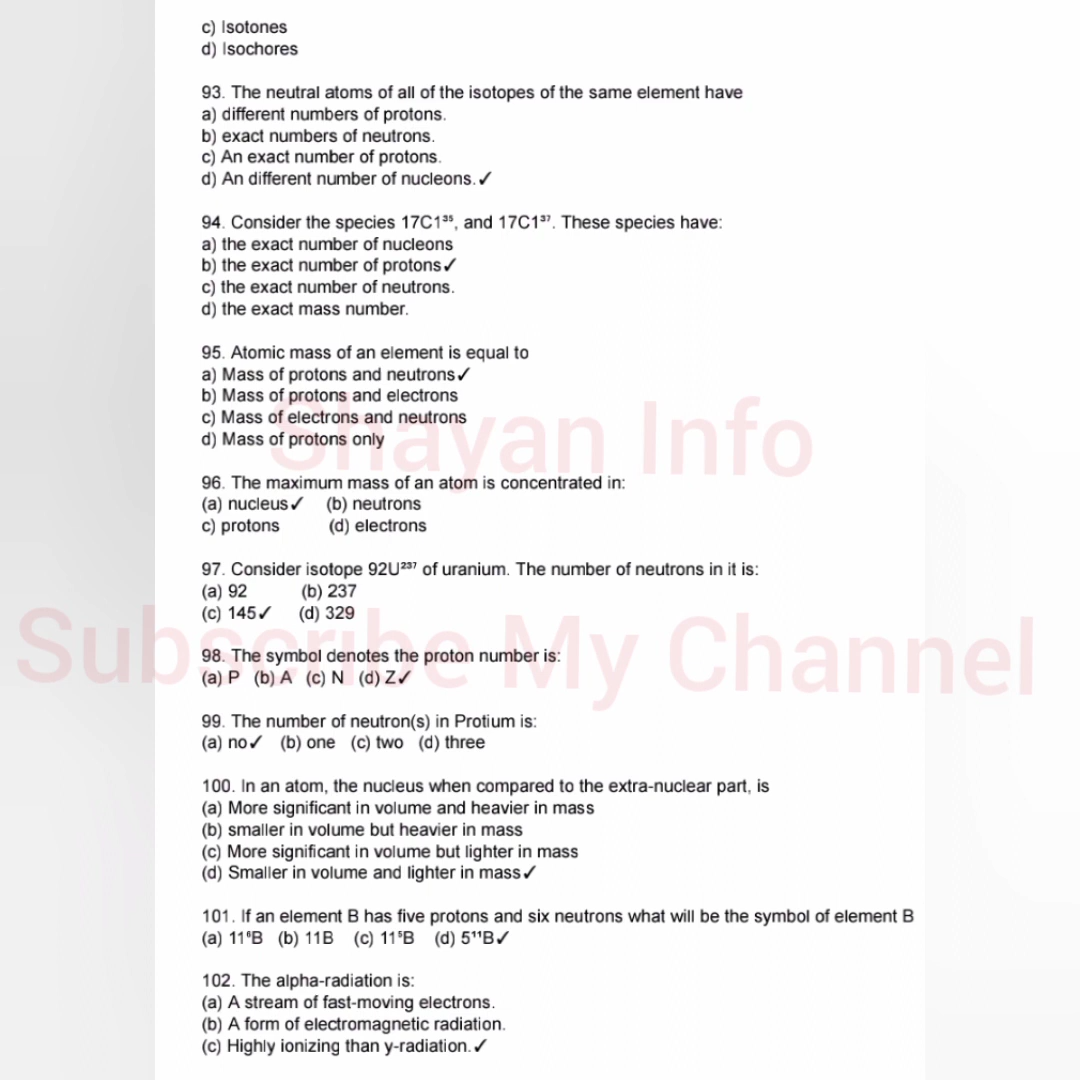 c) Isotones
d) Isochores
93. The neutral atoms of all of the isotopes of the same element have
a) different numbers of protons.
b) exact numbers of neutrons.
c) An exact number of protons.
d) An different number of nucleons.✓
94. Consider the species 17C1³⁵, and 17C1³⁷. These species have:
a) the exact number of nucleons
b) the exact number of protons✓
c) the exact number of neutrons.
d) the exact mass number.
95. Atomic mass of an element is equal to
a) Mass of protons and neutrons✓
b) Mass of protons and electrons
c) Mass of electrons and neutrons
d) Mass of protons only
Shayan Info
96. The maximum mass of an atom is concentrated in:
(a) nucleus✓ (b) neutrons
c) protons (d) electrons
97. Consider isotope 92U²³⁷ of uranium. The number of neutrons in it is:
(a) 92 (b) 237
(c) 145✓ (d) 329
Subscribe My Channel
98. The symbol denotes the proton number is:
(a) P (b) A (c) N (d) Z✓
99. The number of neutron(s) in Protium is:
(a) no✓ (b) one (c) two (d) three
100. In an atom, the nucleus when compared to the extra-nuclear part, is
(a) More significant in volume and heavier in mass
(b) smaller in volume but heavier in mass
(c) More significant in volume but lighter in mass
(d) Smaller in volume and lighter in mass✓
101. If an element B has five protons and six neutrons what will be the symbol of element B
(a) 11⁶B (b) 11B (c) 11⁵B (d) 5¹¹B✓
102. The alpha-radiation is:
(a) A stream of fast-moving electrons.
(b) A form of electromagnetic radiation.
(c) Highly ionizing than y-radiation.✓